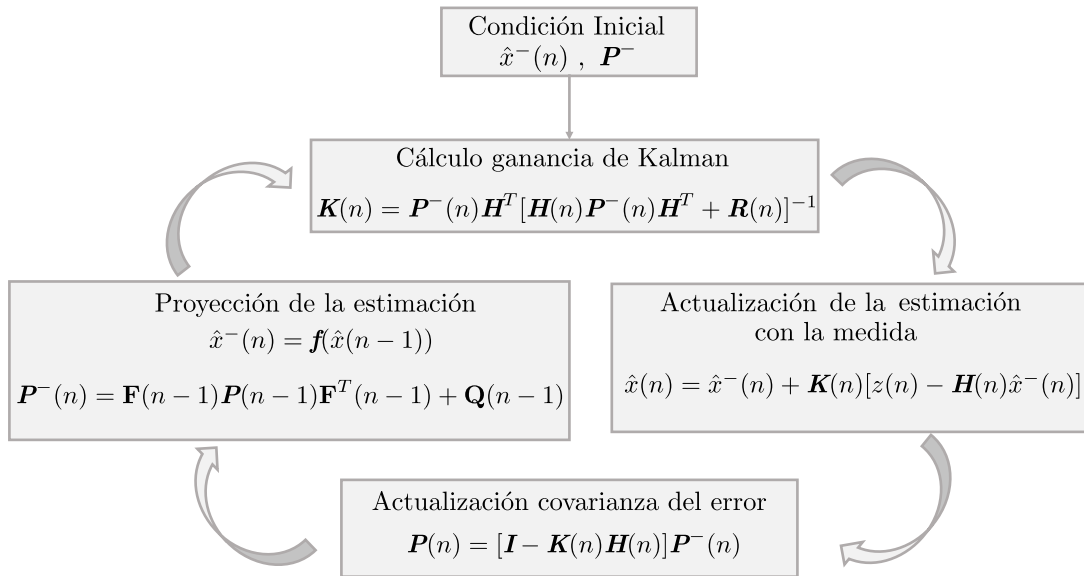 Condición Inicial
x̂⁻(n) , P⁻
Cálculo ganancia de Kalman
K(n) = P⁻(n)Hᵀ[H(n)P⁻(n)Hᵀ + R(n)]⁻¹
Actualización de la estimación
con la medida
x̂(n) = x̂⁻(n) + K(n)[z(n) − H(n)x̂⁻(n)]
Actualización covarianza del error
P(n) = [I − K(n)H(n)]P⁻(n)
Proyección de la estimación
x̂⁻(n) = f(x̂(n − 1))
P⁻(n) = F(n − 1)P(n − 1)Fᵀ(n − 1) + Q(n − 1)